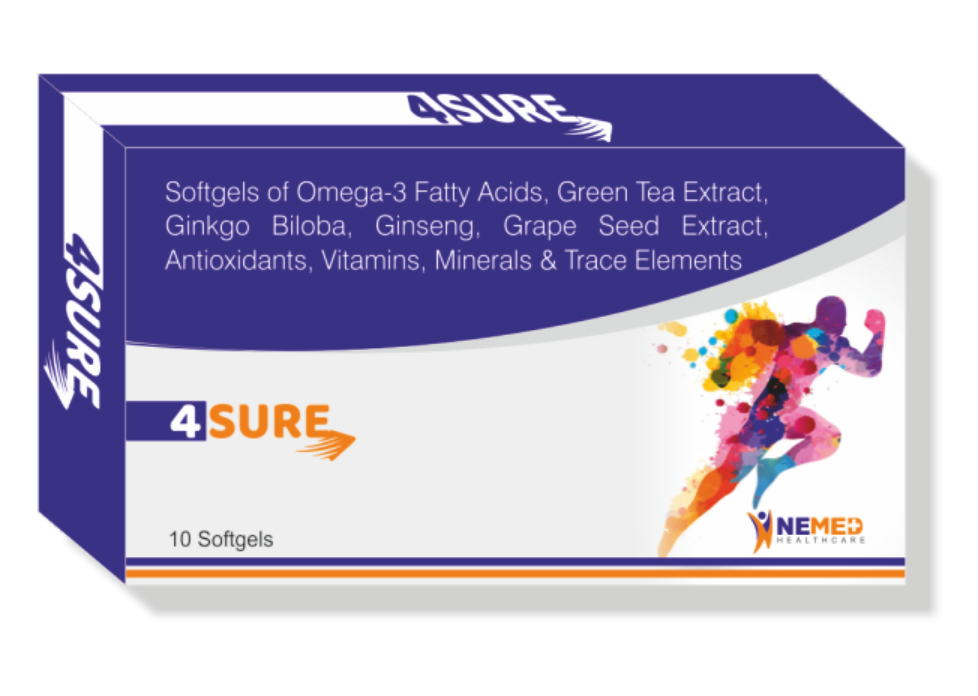 4SURE
4SURE
Softgels of Omega-3 Fatty Acids, Green Tea Extract,
Ginkgo Biloba, Ginseng, Grape Seed Extract,
Antioxidants, Vitamins, Minerals & Trace Elements
4SURE
10 Softgels
NEMED
HEALTHCARE